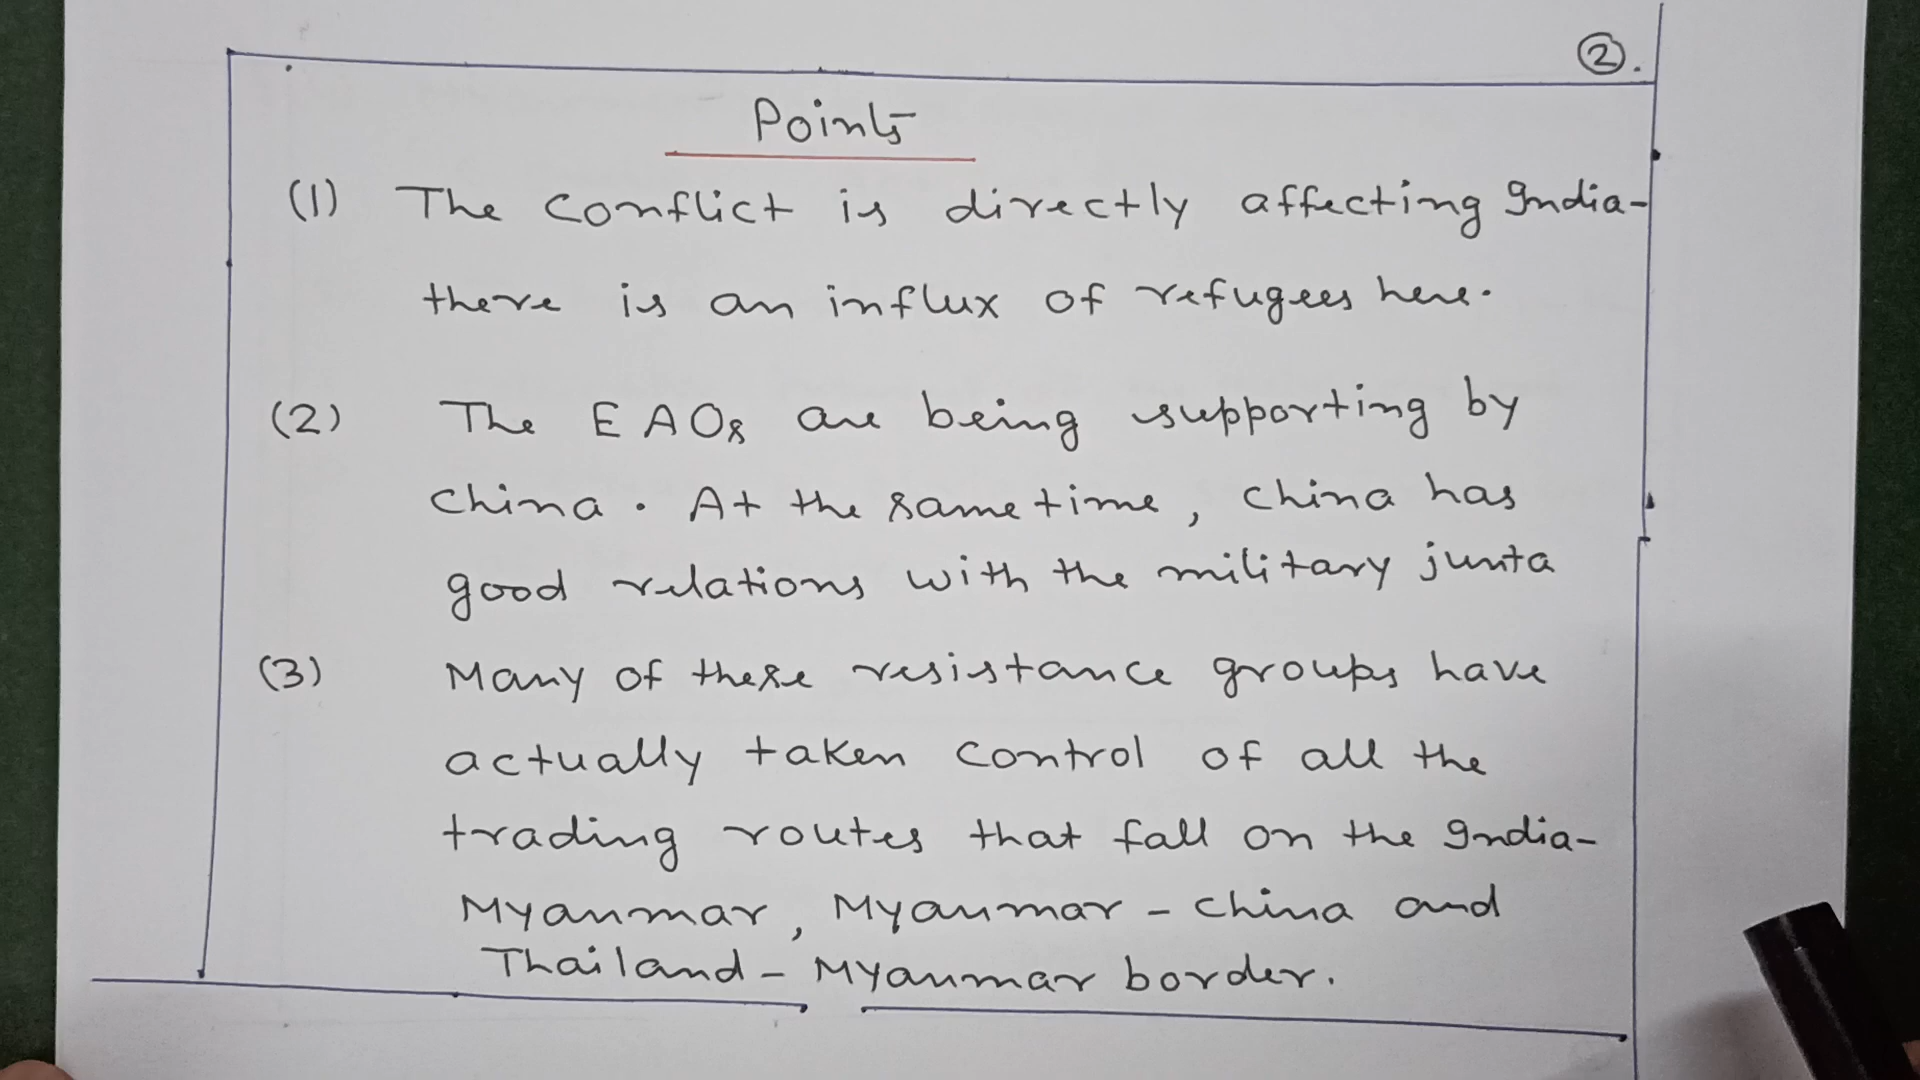 2.
Points
(1) The conflict is directly affecting India-
there is an influx of refugees here.
(2) The EAOs are being supporting by
China. At the same time, China has
good relations with the military junta
(3) Many of these resistance groups have
actually taken control of all the
trading routes that fall on the India-
Myanmar, Myanmar - China and
Thailand - Myanmar border.